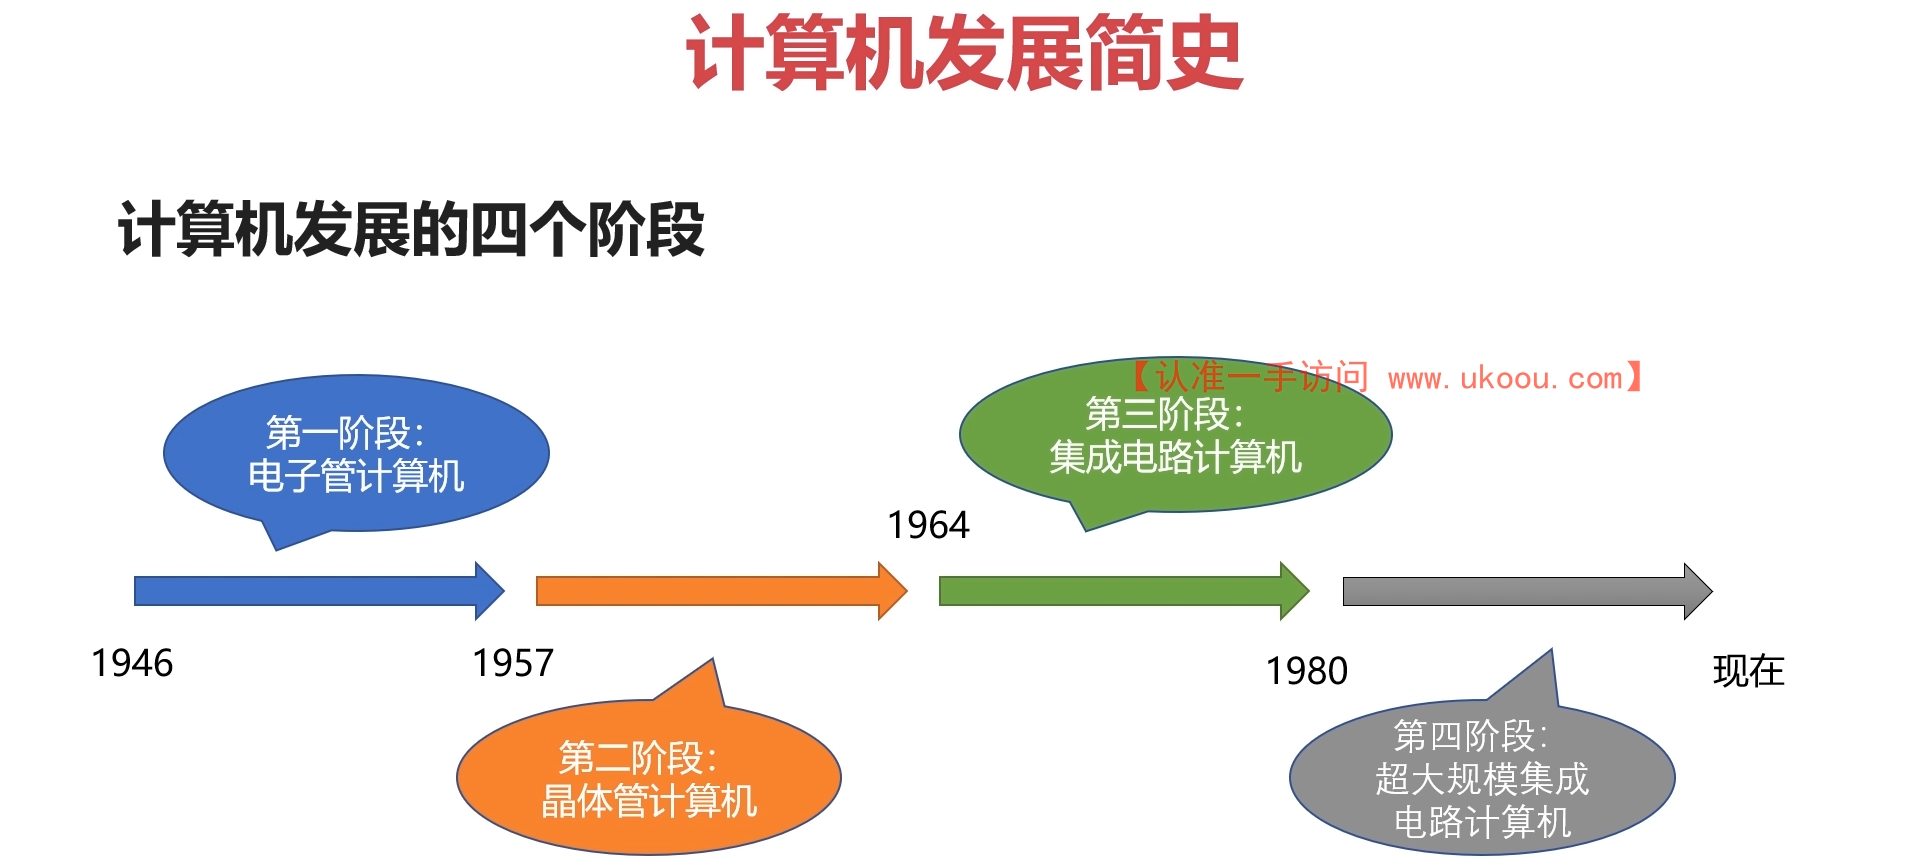 计算机发展简史
计算机发展的四个阶段
【认准一手访问 www.ukoou.com】
第一阶段：
电子管计算机
第三阶段：
集成电路计算机
1964
1946
1957
1980
现在
第二阶段：
晶体管计算机
第四阶段：
超大规模集成
电路计算机